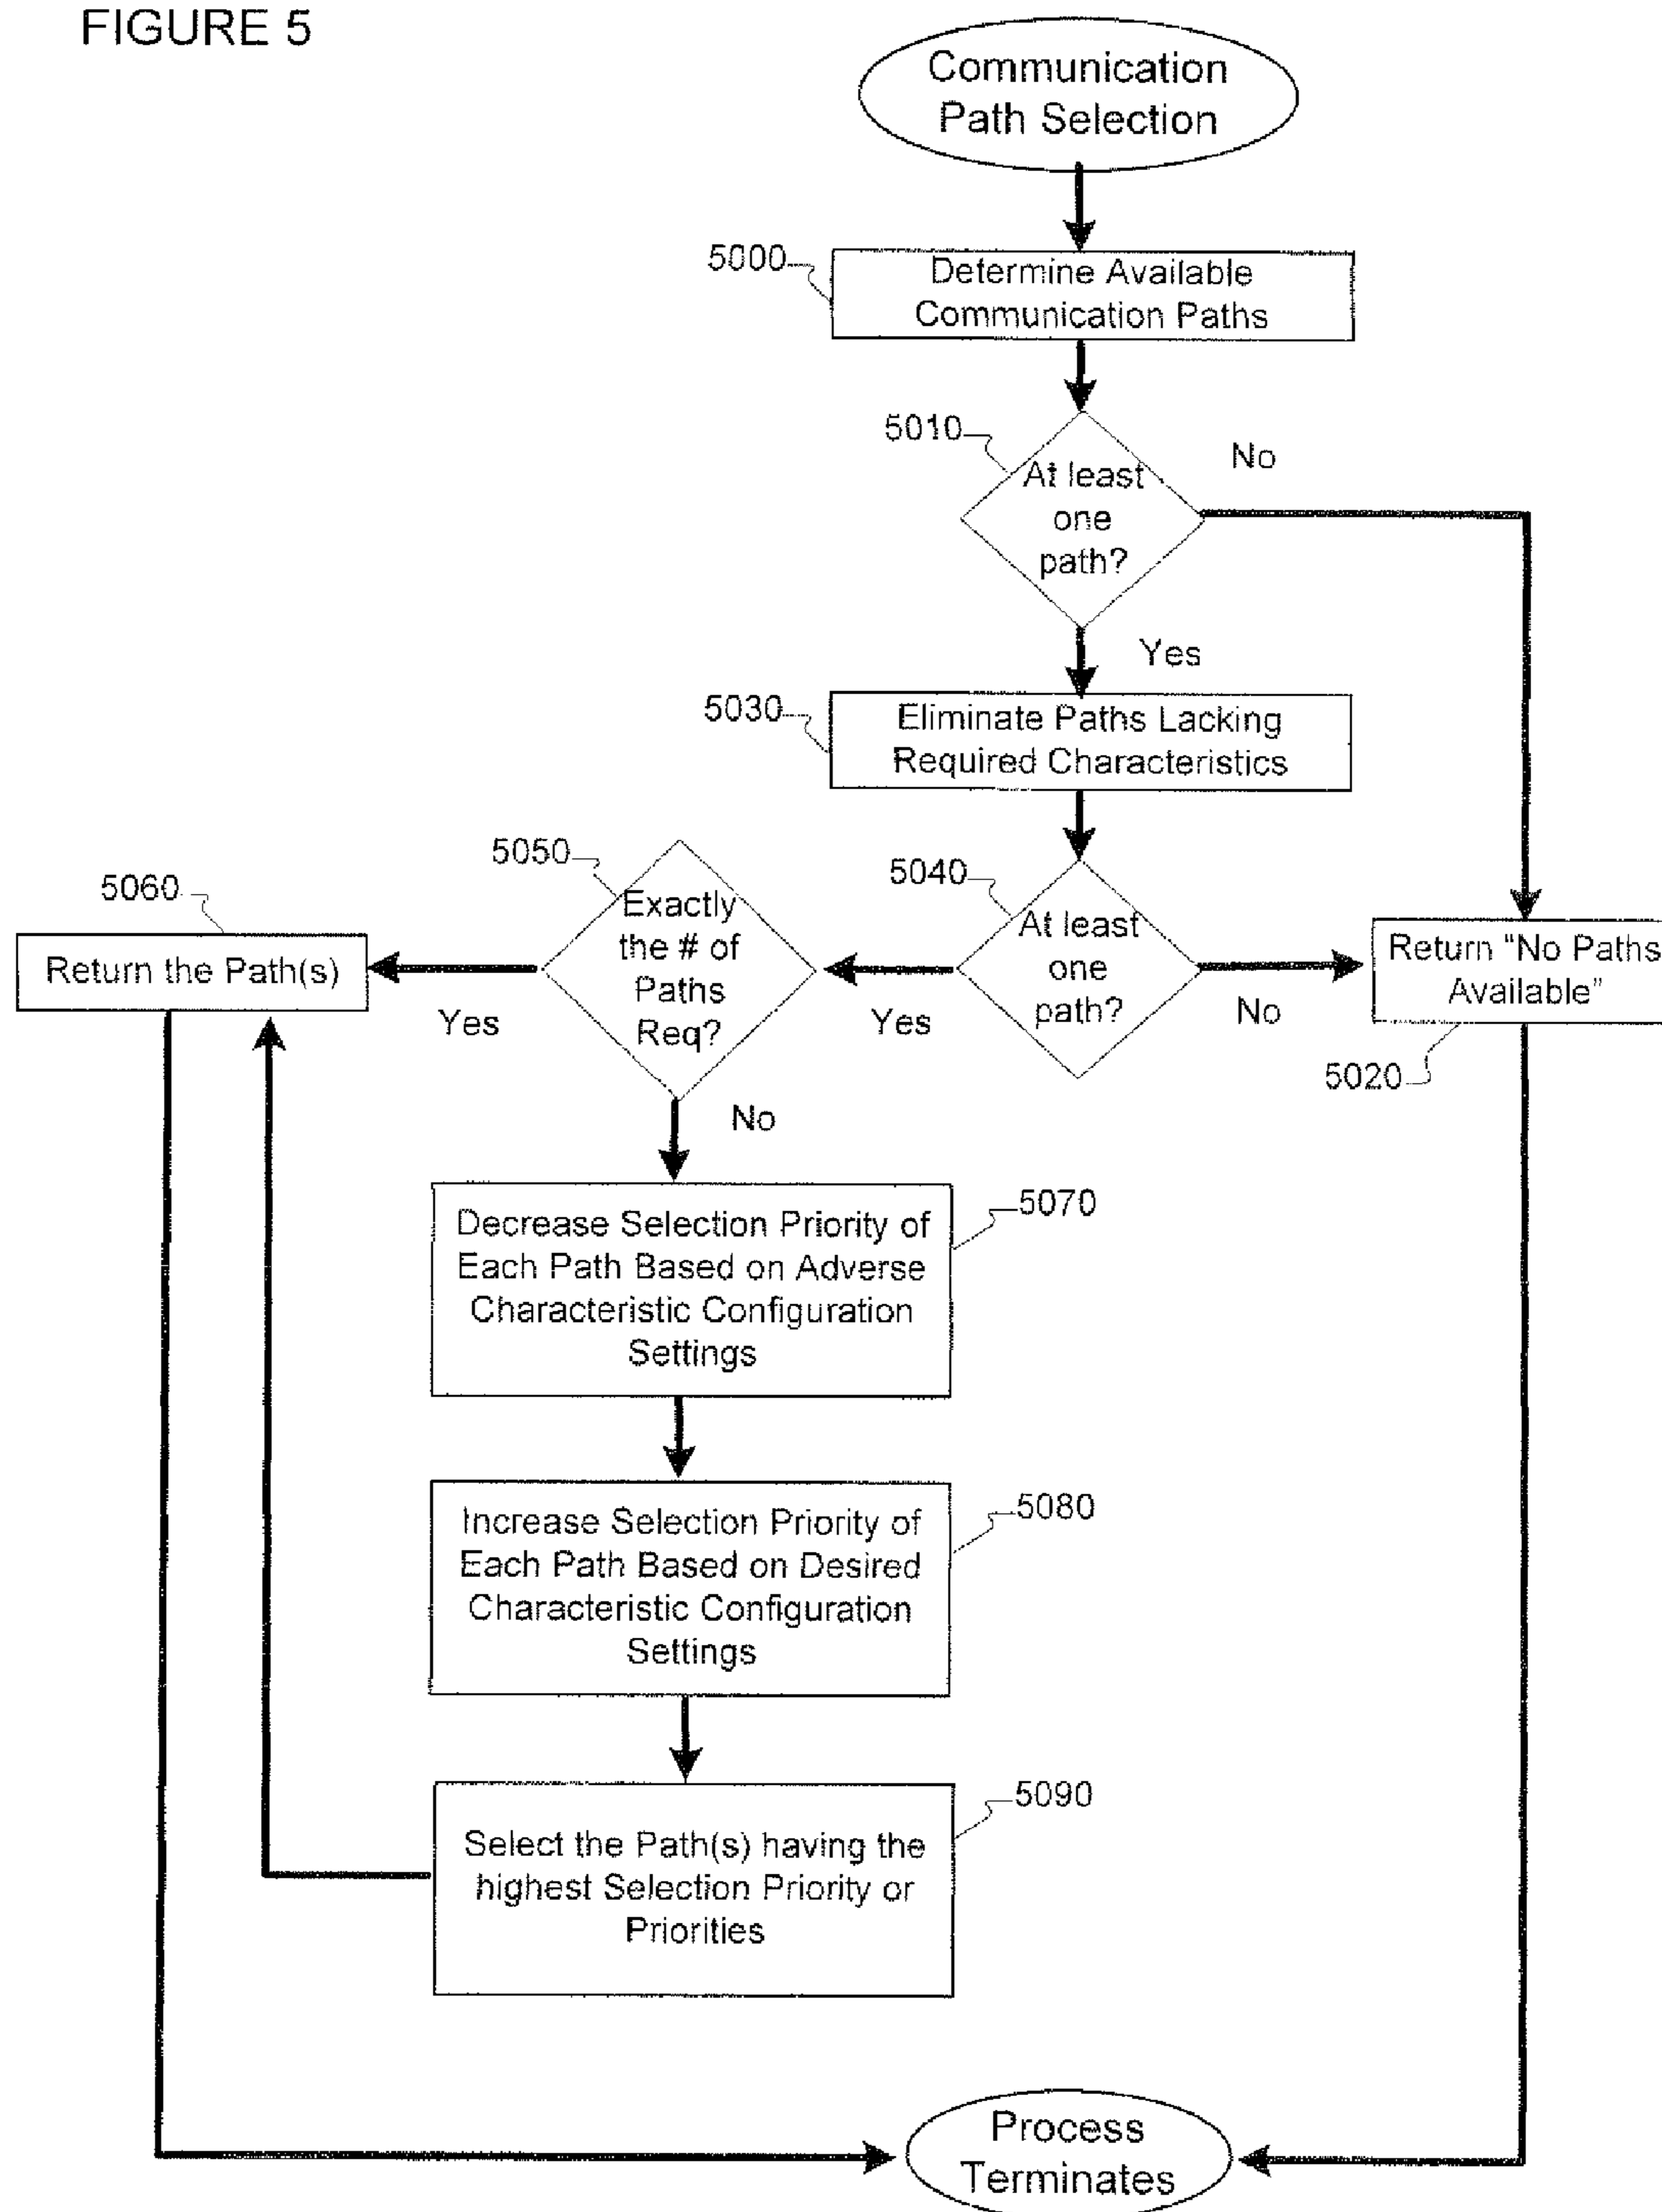 FIGURE 5
Communication
Path Selection
5000
Determine Available
Communication Paths
5010
At least
one
path?
No
Yes
5030
Eliminate Paths Lacking
Required Characteristics
5040
At least
one
path?
Yes
No
5050
Exactly
the # of
Paths
Req?
Yes
No
5060
Return the Path(s)
Return "No Paths
Available"
5020
5070
Decrease Selection Priority of
Each Path Based on Adverse
Characteristic Configuration
Settings
5080
Increase Selection Priority of
Each Path Based on Desired
Characteristic Configuration
Settings
5090
Select the Path(s) having the
highest Selection Priority or
Priorities
Process
Terminates